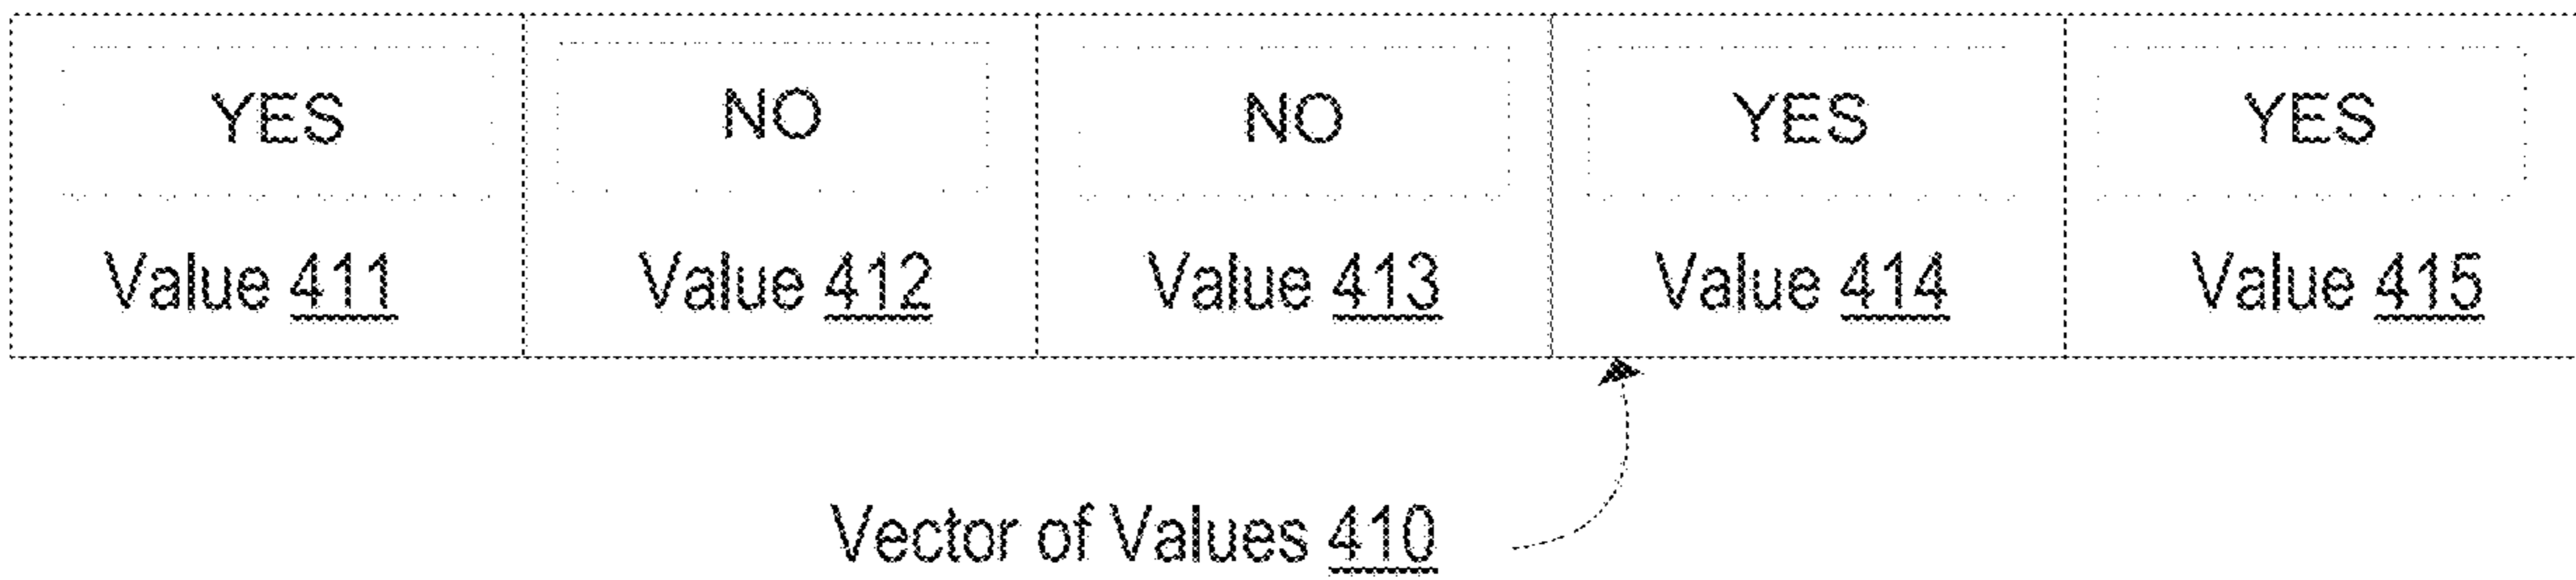 YES NO NO YES YES
Value 411 Value 412 Value 413 Value 414 Value 415
Vector of Values 410